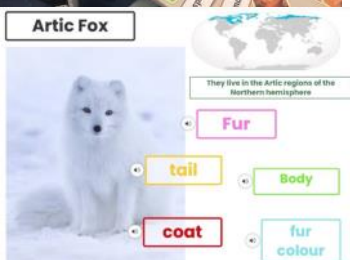 Artic Fox
They live in the Artic regions of the
Northern hemisphere
Fur
tail
Body
coat
fur
colour